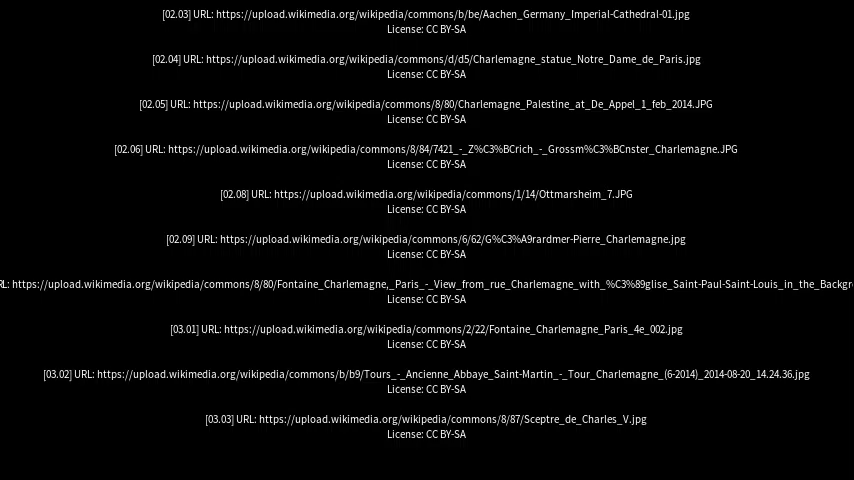 [02.03] URL: https://upload.wikimedia.org/wikipedia/commons/b/be/Aachen_Germany_Imperial-Cathedral-01.jpg
License: CC BY-SA
[02.04] URL: https://upload.wikimedia.org/wikipedia/commons/d/d5/Charlemagne_statue_Notre_Dame_de_Paris.jpg
License: CC BY-SA
[02.05] URL: https://upload.wikimedia.org/wikipedia/commons/8/80/Charlemagne_Palestine_at_De_Appel_1_feb_2014.JPG
License: CC BY-SA
[02.06] URL: https://upload.wikimedia.org/wikipedia/commons/8/84/7421_-_Z%C3%BCrich_-_Grossm%C3%BCnster_Charlemagne.JPG
License: CC BY-SA
[02.08] URL: https://upload.wikimedia.org/wikipedia/commons/1/14/Ottmarsheim_7.JPG
License: CC BY-SA
[02.09] URL: https://upload.wikimedia.org/wikipedia/commons/6/62/G%C3%A9rardmer-Pierre_Charlemagne.jpg
License: CC BY-SA
RL: https://upload.wikimedia.org/wikipedia/commons/8/80/Fontaine_Charlemagne,_Paris_-_View_from_rue_Charlemagne_with_%C3%89glise_Saint-Paul-Saint-Louis_in_the_Backgr
License: CC BY-SA
[03.01] URL: https://upload.wikimedia.org/wikipedia/commons/2/22/Fontaine_Charlemagne_Paris_4e_002.jpg
License: CC BY-SA
[03.02] URL: https://upload.wikimedia.org/wikipedia/commons/b/b9/Tours_-_Ancienne_Abbaye_Saint-Martin_-_Tour_Charlemagne_(6-2014)_2014-08-20_14.24.36.jpg
License: CC BY-SA
[03.03] URL: https://upload.wikimedia.org/wikipedia/commons/8/87/Sceptre_de_Charles_V.jpg
License: CC BY-SA